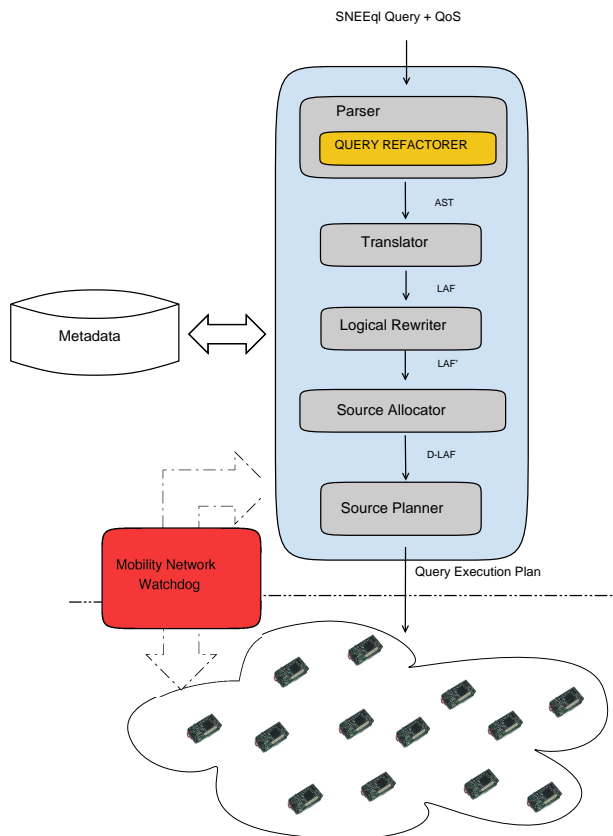 SNEEql Query + QoS
Parser
QUERY REFACTORER
AST
Translator
LAF
Logical Rewriter
LAF'
Metadata
Source Allocator
D-LAF
Source Planner
Mobility Network
Watchdog
Query Execution Plan